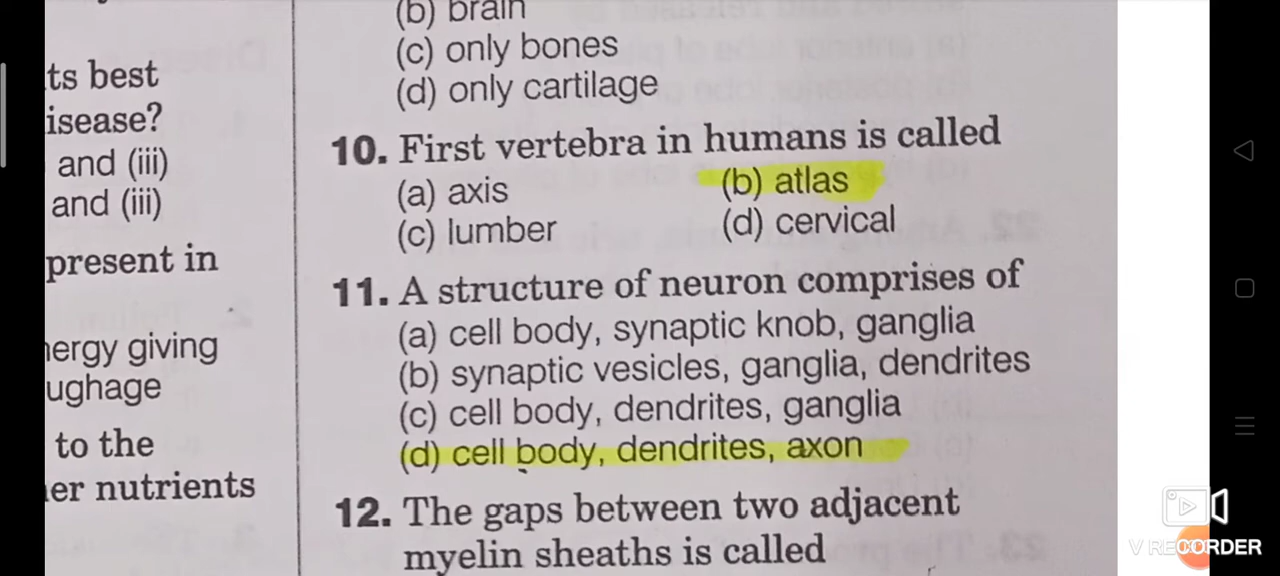 ts best
isease?
and (iii)
and (iii)
present in
nergy giving
ughage
to the
er nutrients
(b) brain
(c) only bones
(d) only cartilage
10. First vertebra in humans is called
(a) axis (b) atlas
(c) lumber (d) cervical
11. A structure of neuron comprises of
(a) cell body, synaptic knob, ganglia
(b) synaptic vesicles, ganglia, dendrites
(c) cell body, dendrites, ganglia
(d) cell body, dendrites, axon
12. The gaps between two adjacent
myelin sheaths is called
V RECORDER